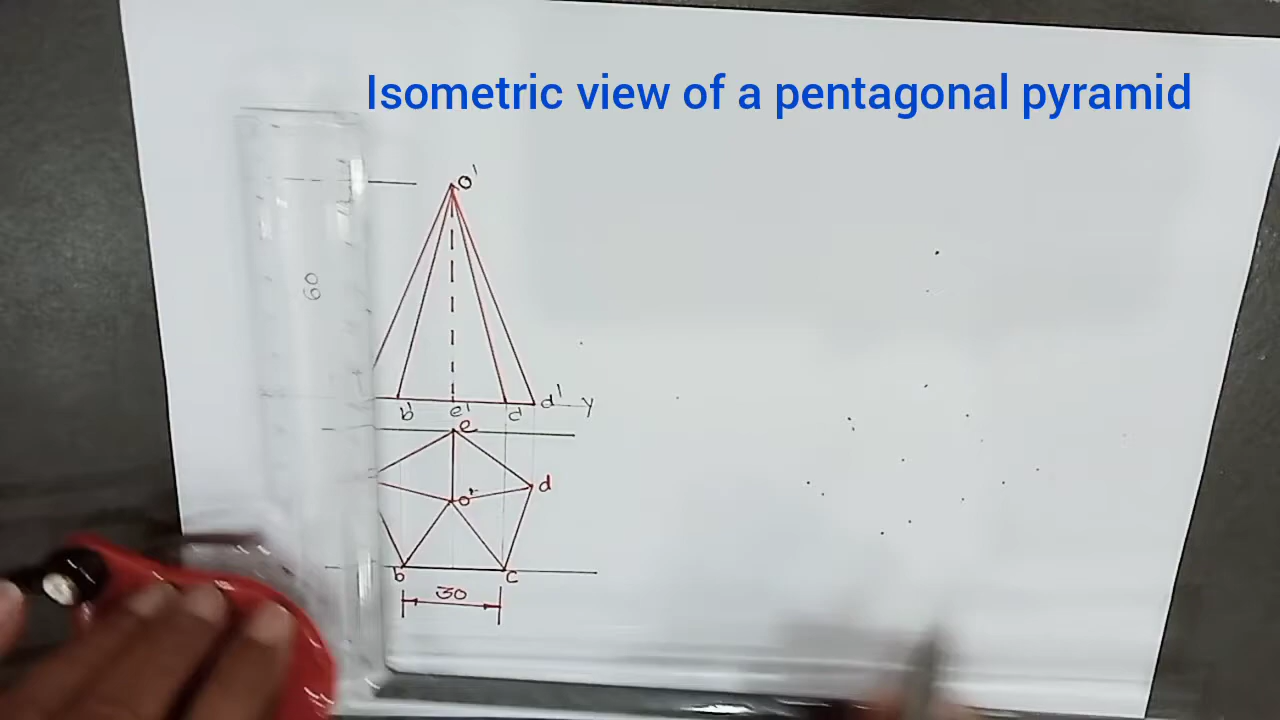 Isometric view of a pentagonal pyramid
o'
60
b' e' c' d' y
e
o
d
b c
30